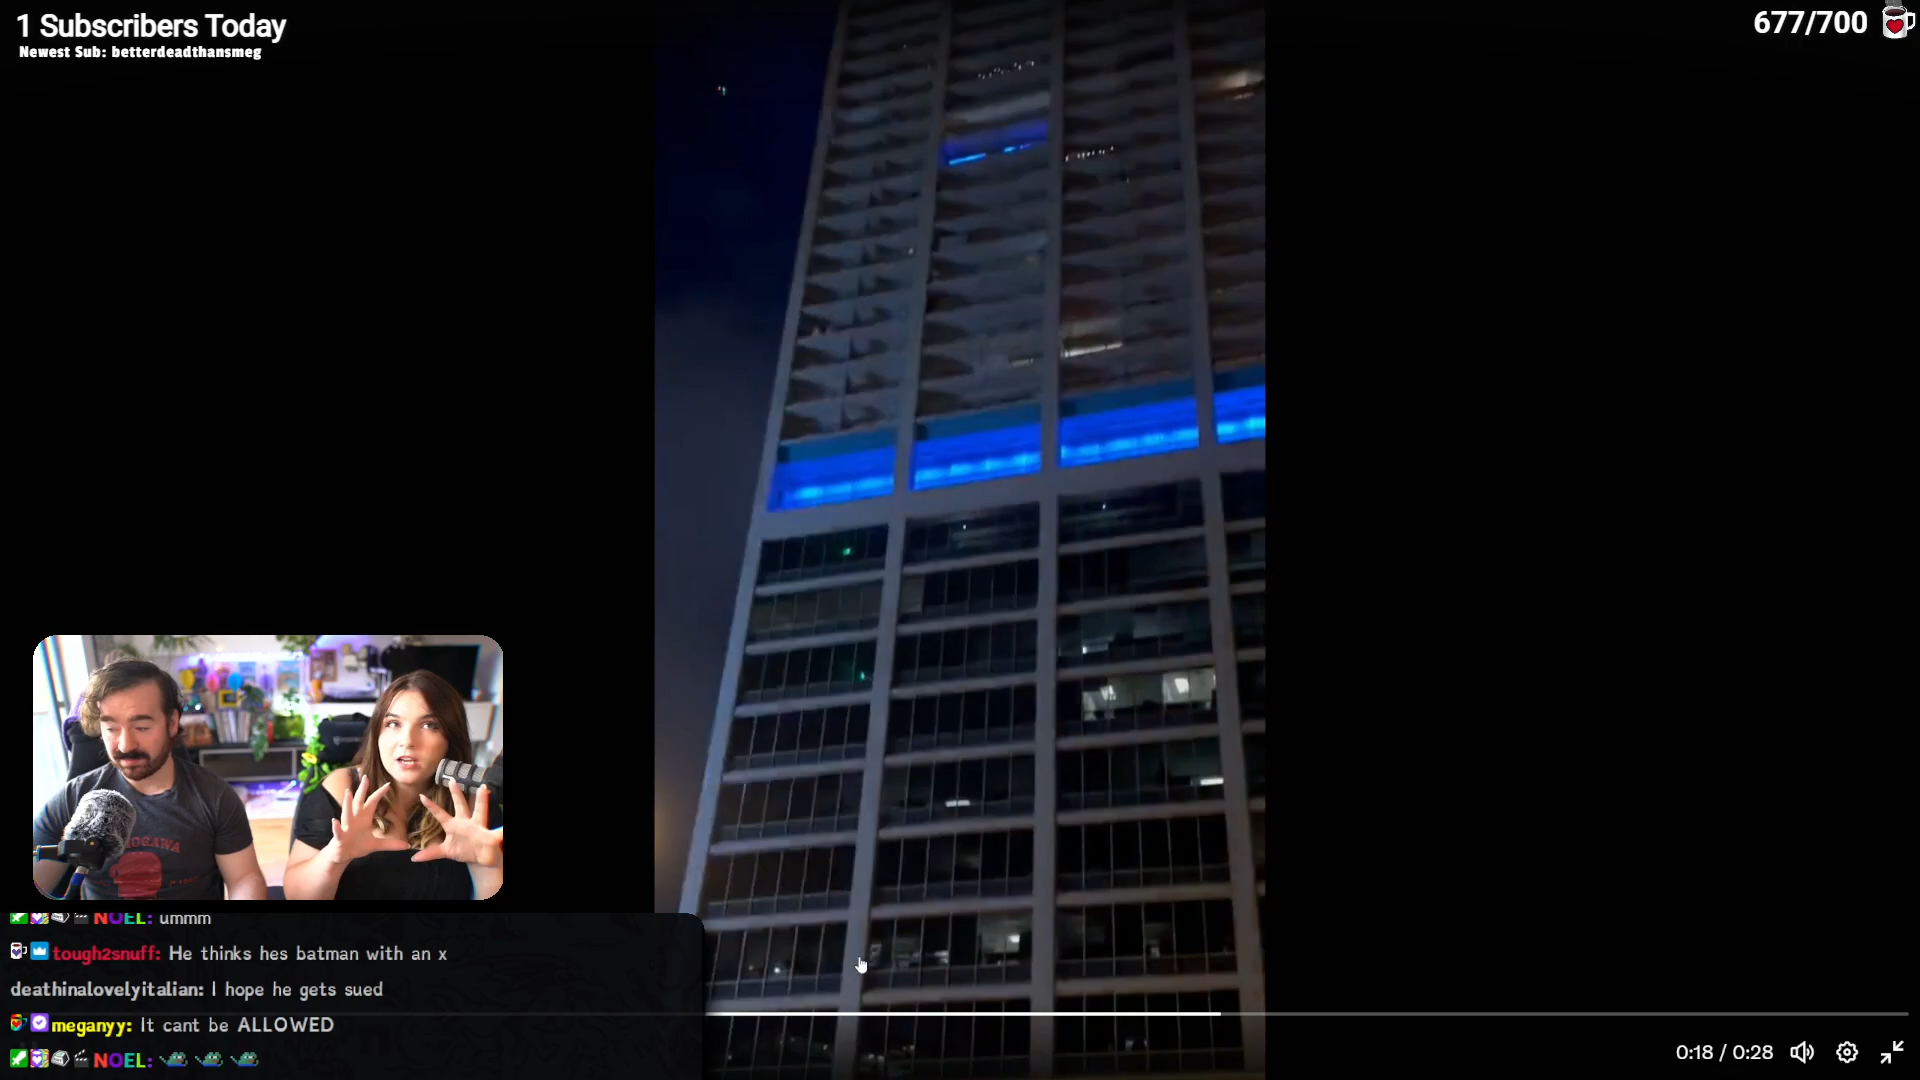 1 Subscribers Today
Newest Sub: betterdeadthansmeg
677/700
NOEL: ummm
tough2snuff: He thinks hes batman with an x
deathinalovelyitalian: I hope he gets sued
meganyy: It cant be ALLOWED
NOEL:
0:18 / 0:28